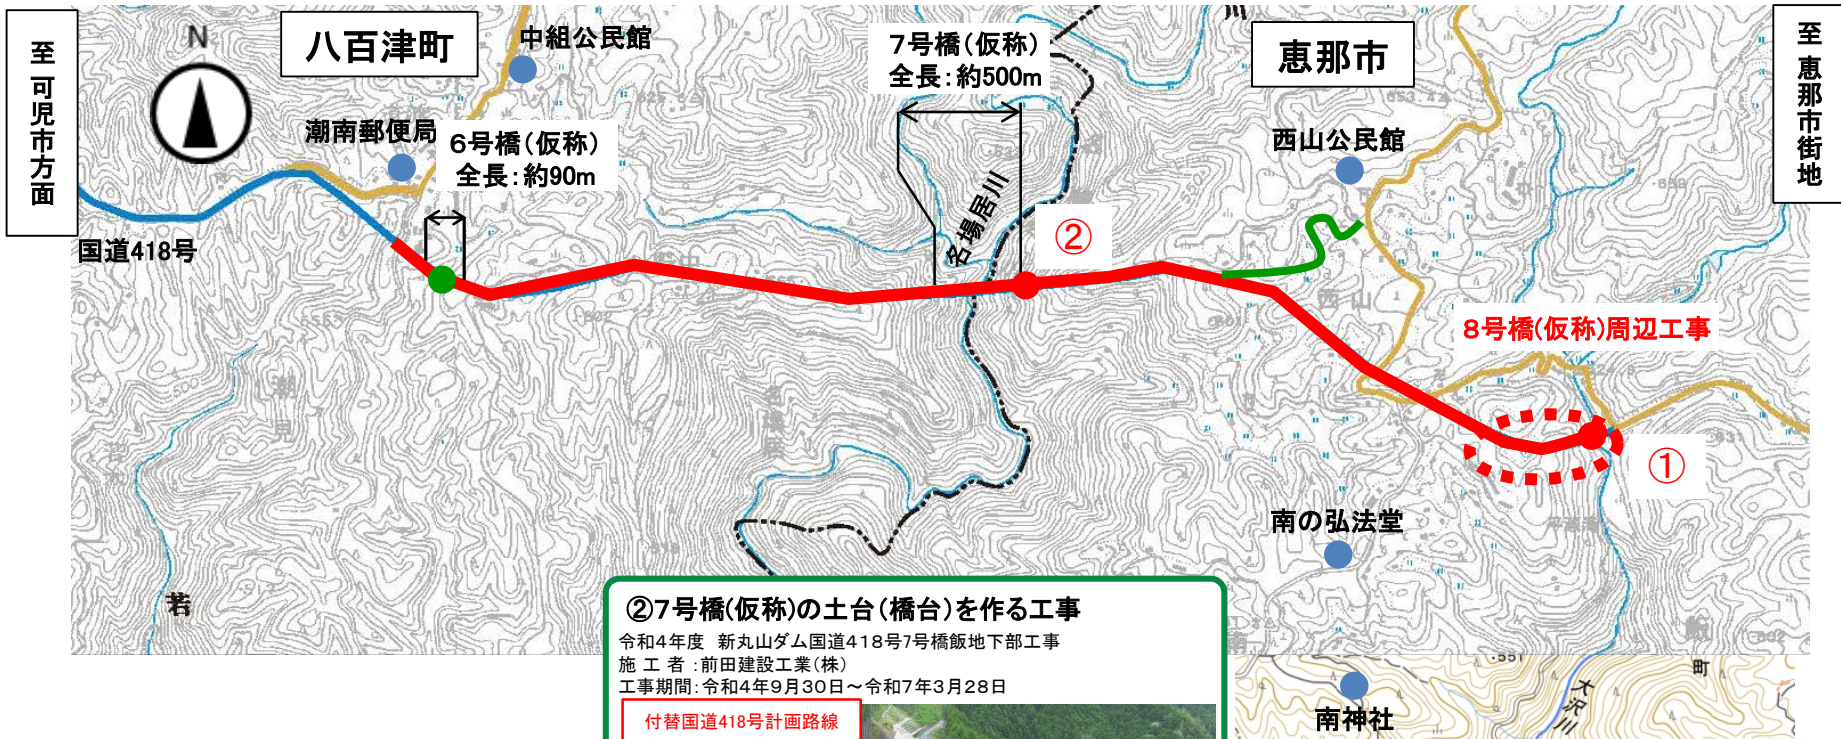 至 可児市方面
N
八百津町
中組公民館
7号橋(仮称)
全長:約500m
恵那市
至 恵那市街地
潮南郵便局
6号橋(仮称)
全長:約90m
西山公民館
名場居川
②
国道418号
西山
8号橋(仮称)周辺工事
①
南の弘法堂
若
②7号橋(仮称)の土台(橋台)を作る工事
令和4年度 新丸山ダム国道418号7号橋飯地下部工事
施工者:前田建設工業(株)
工事期間:令和4年9月30日~令和7年3月28日
付替国道418号計画路線
・551
町
大沢川
南神社